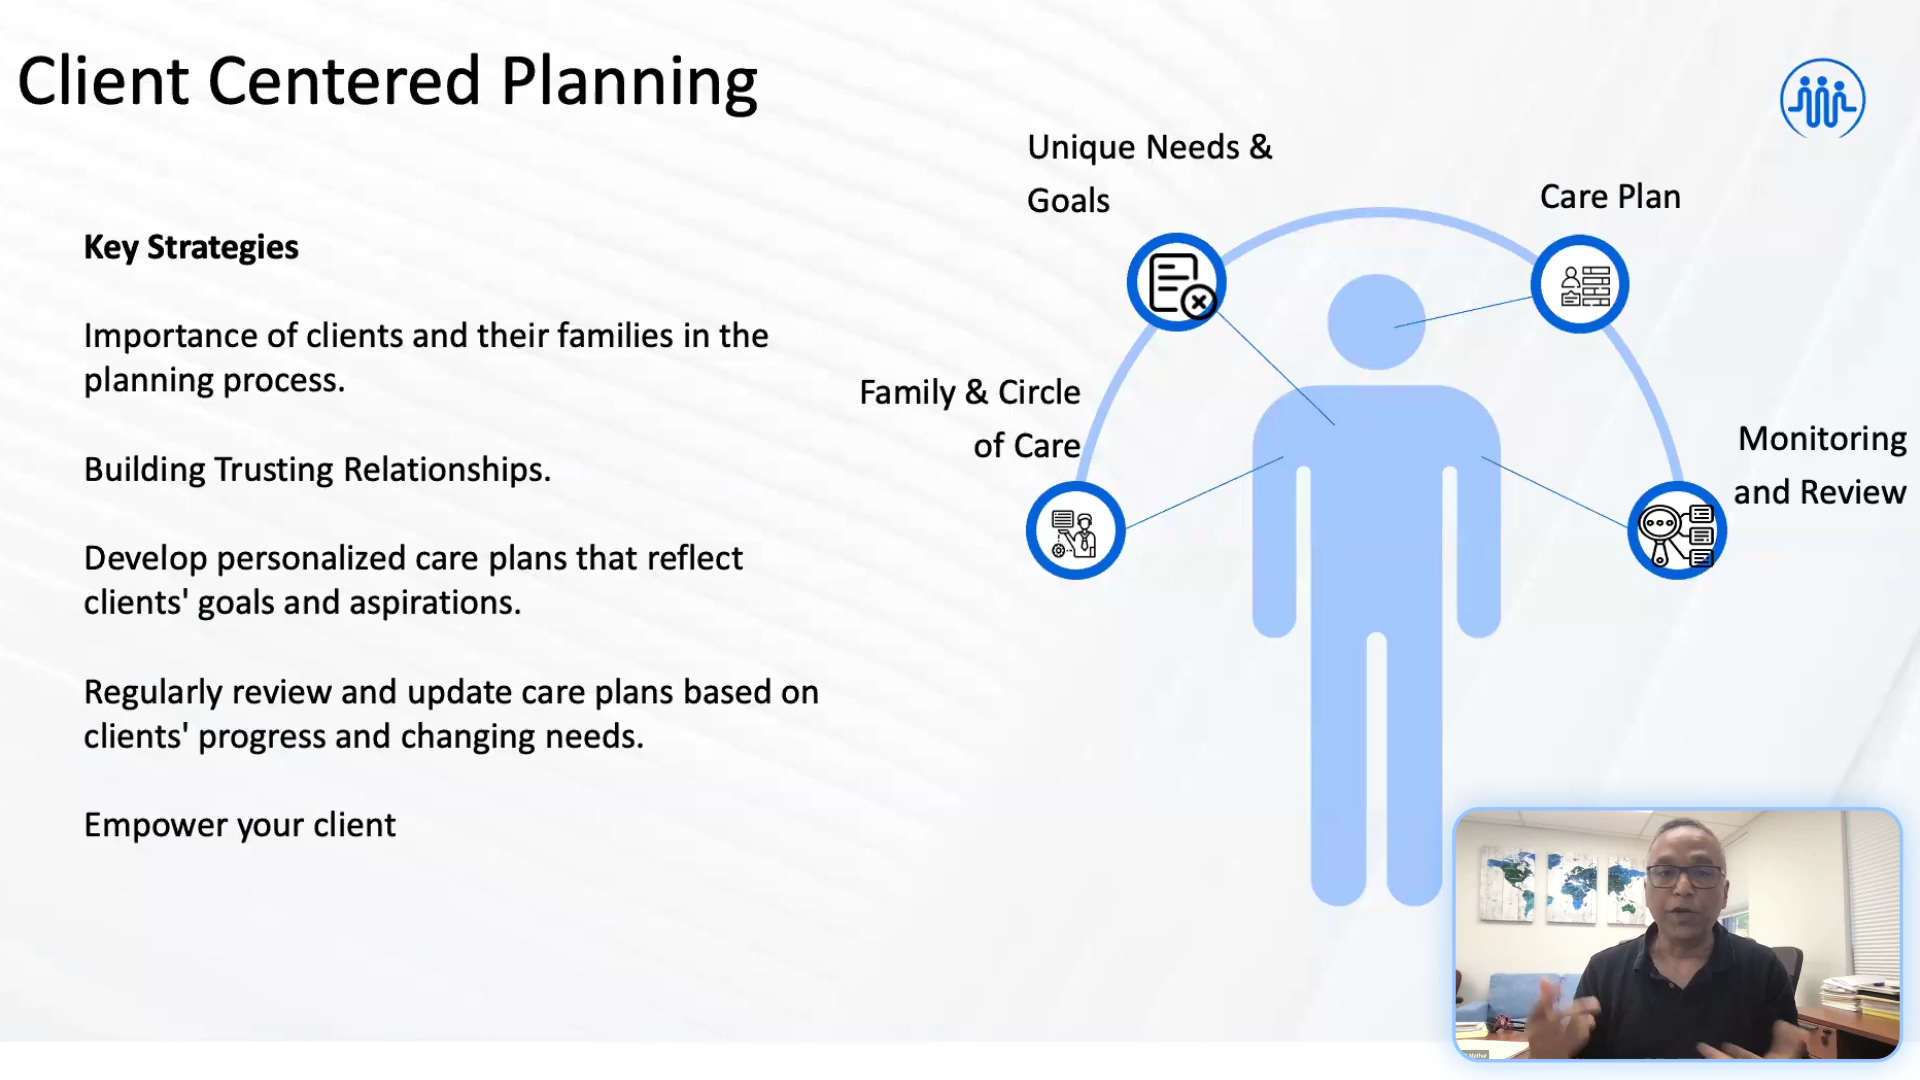 Client Centered Planning
Key Strategies
Importance of clients and their families in the
planning process.
Building Trusting Relationships.
Develop personalized care plans that reflect
clients' goals and aspirations.
Regularly review and update care plans based on
clients' progress and changing needs.
Empower your client
Unique Needs &
Goals
Care Plan
Family & Circle
of Care
Monitoring
and Review